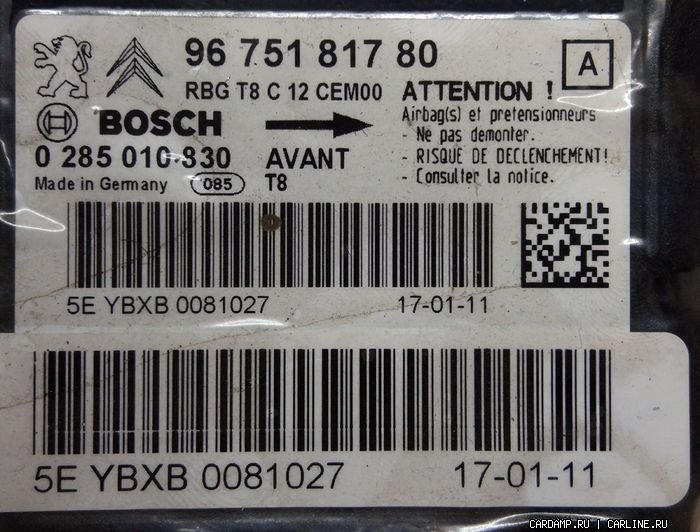 96 751 817 80
A
RBG T8 C 12 CEM00
ATTENTION !
Airbag(s) et pretensionneurs
- Ne pas demonter.
- RISQUE DE DECLENCHEMENT!
- Consulter la notice.
BOSCH
0 285 010 830
AVANT
Made in Germany
085
T8
5E YBXB 0081027
17-01-11
5E YBXB 0081027
17-01-11
CARDAMP.RU | CARLINE.RU